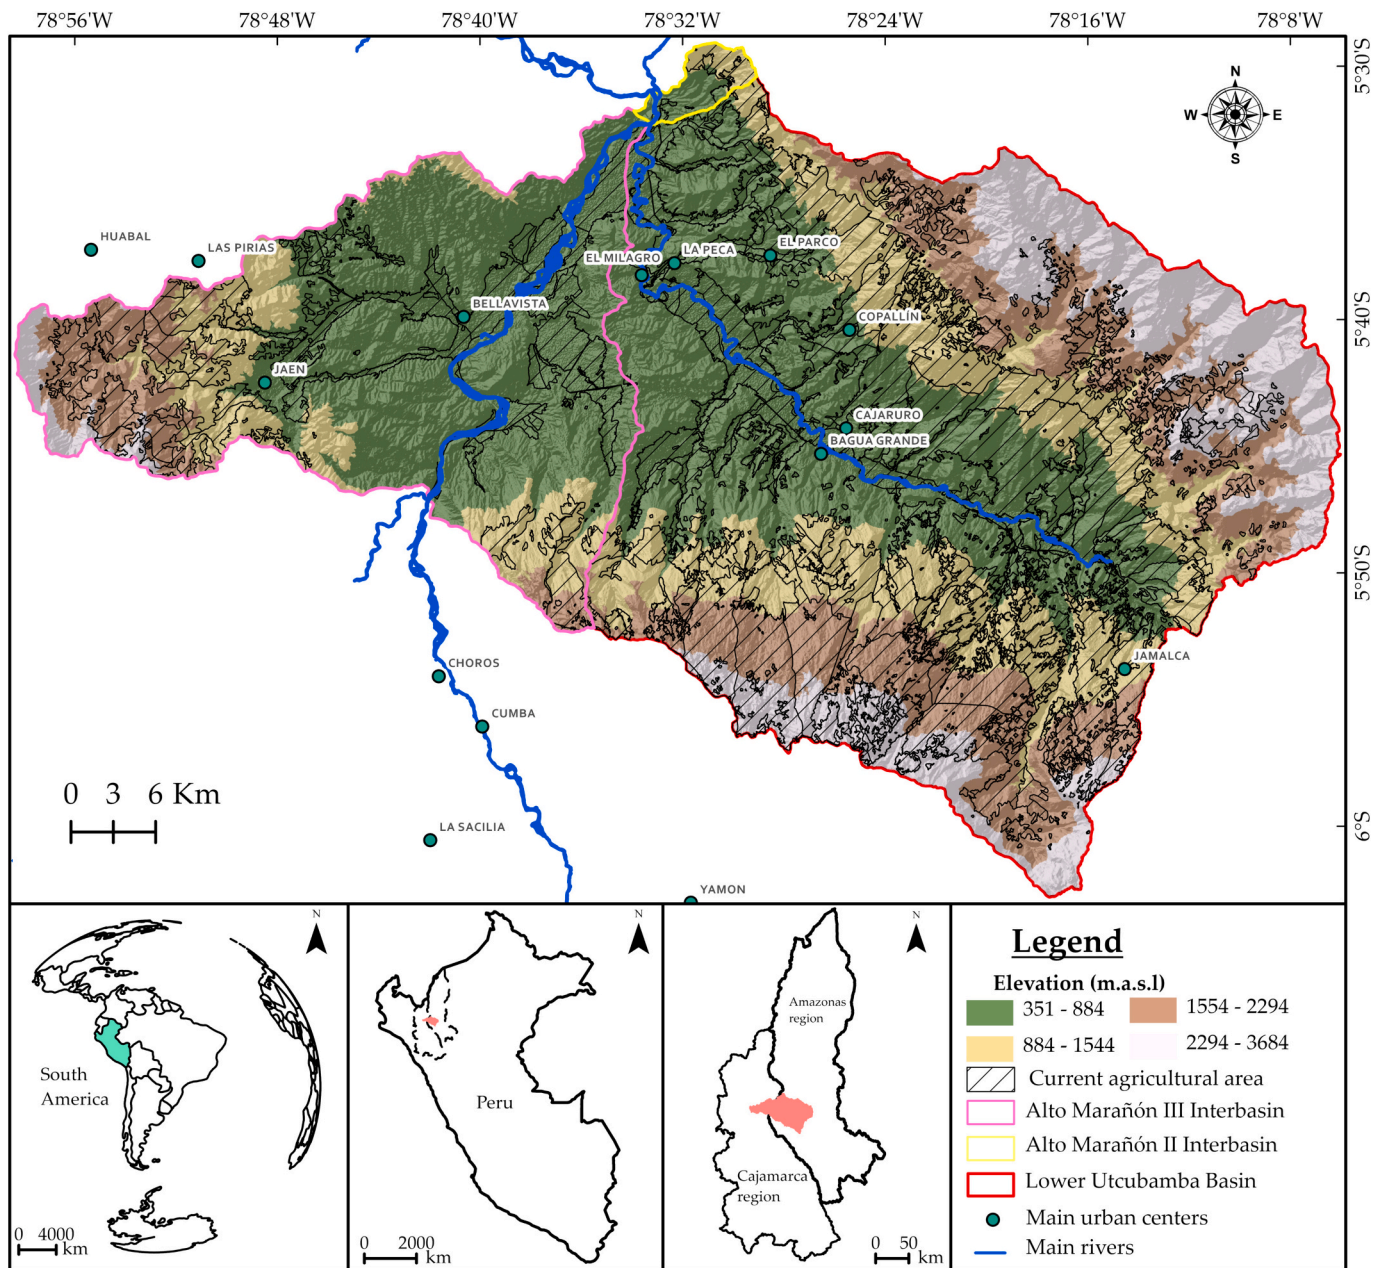 78°56'W 78°48'W 78°40'W 78°32'W 78°24'W 78°16'W 78°8'W
5°30'S
N
W E
S
HUABAL
LAS PIRIAS
EL PARCO
LA PECA
EL MILAGRO
BELLAVISTA
COPALLÍN
5°40'S
JAEN
CAJARURO
BAGUA GRANDE
5°50'S
JAMALCA
CHOROS
CUMBA
0 3 6 Km
LA SACILIA
6°S
YAMON
N
South
America
0 4000
km
N
Peru
0 2000
km
N
Amazonas
region
Cajamarca
region
0 50
km
Legend
Elevation (m.a.s.l)
351 - 884 1554 - 2294
884 - 1544 2294 - 3684
Current agricultural area
Alto Marañón III Interbasin
Alto Marañón II Interbasin
Lower Utcubamba Basin
Main urban centers
Main rivers